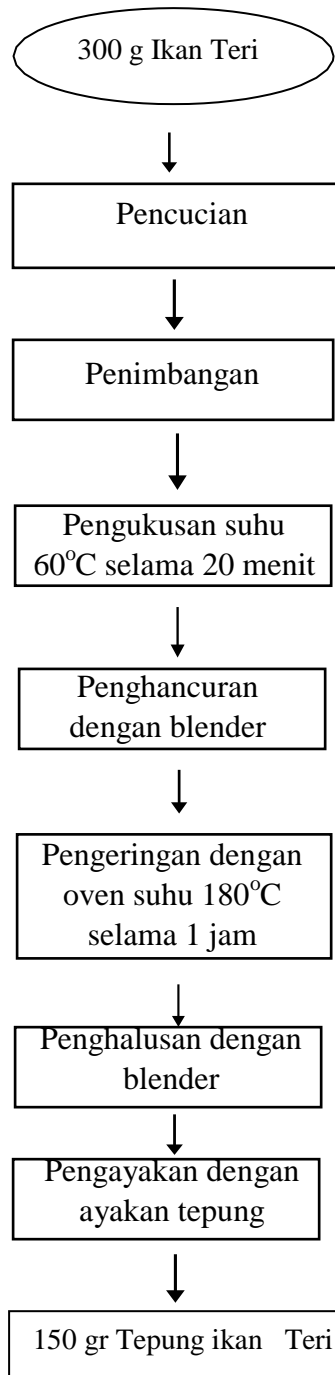 300 g Ikan Teri
Pencucian
Penimbangan
Pengukusan suhu
60°C selama 20 menit
Penghancuran
dengan blender
Pengeringan dengan
oven suhu 180°C
selama 1 jam
Penghalusan dengan
blender
Pengayakan dengan
ayakan tepung
150 gr Tepung ikan Teri